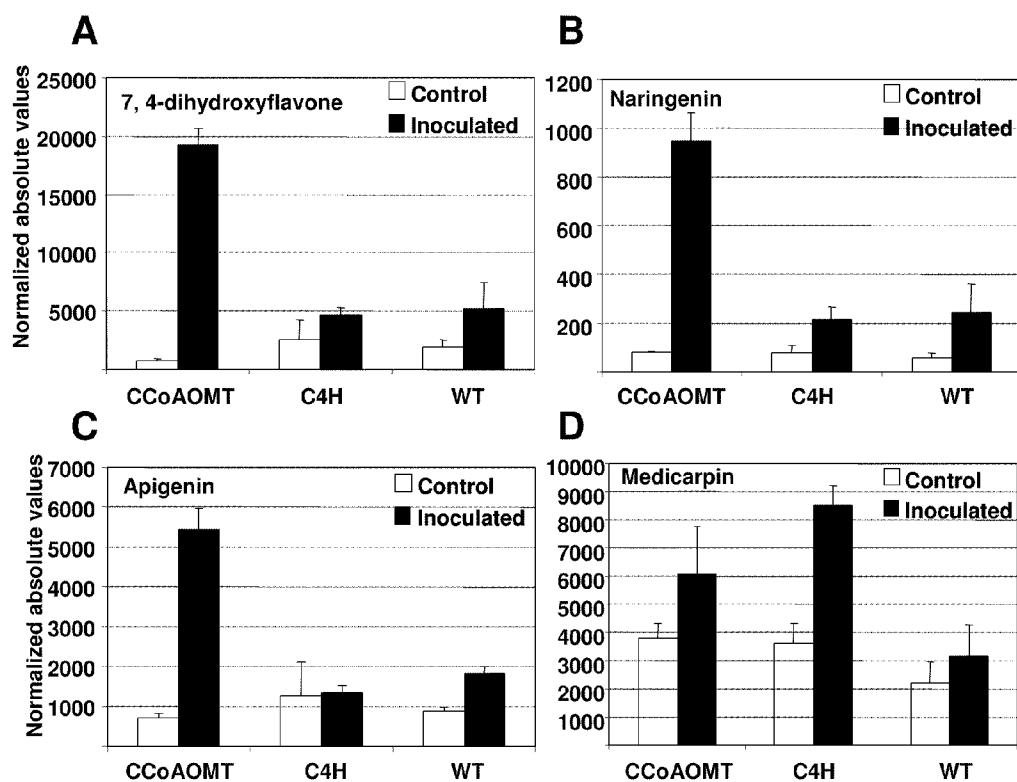 A
Normalized absolute values
25000
20000
15000
10000
5000
7, 4-dihydroxyflavone
Control
Inoculated
CCoAOMT C4H WT
B
1200
1000
800
600
400
200
Naringenin
Control
Inoculated
CCoAOMT C4H WT
C
Normalized absolute values
7000
6000
5000
4000
3000
2000
1000
Apigenin
Control
Inoculated
CCoAOMT C4H WT
D
10000
9000
8000
7000
6000
5000
4000
3000
2000
1000
Medicarpin
Control
Inoculated
CCoAOMT C4H WT